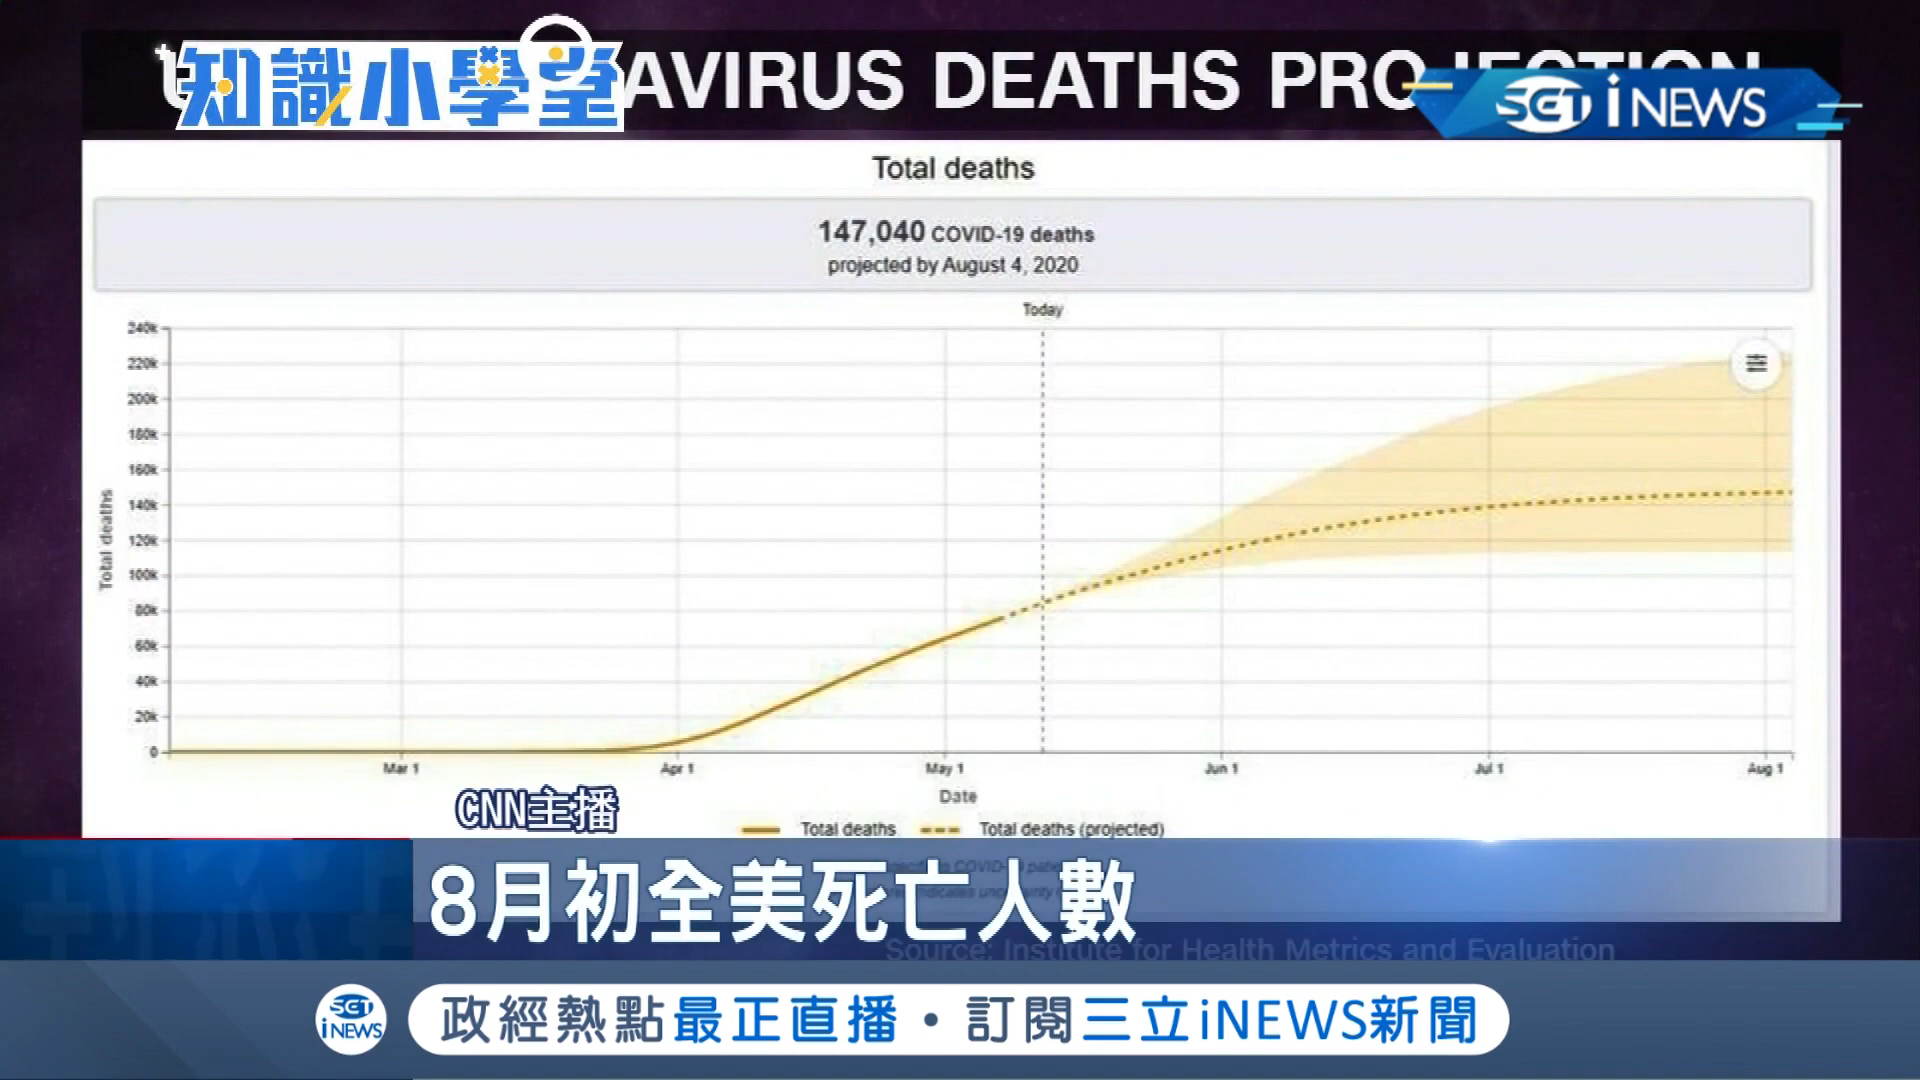 知識小學堂
AVIRUS DEATHS PROJECTION
SET iNEWS
Total deaths
147,040 COVID-19 deaths
projected by August 4, 2020
Today
240k
220k
200k
180k
160k
140k
120k
100k
80k
60k
40k
20k
0
Total deaths
Mar 1
Apr 1
May 1
Jun 1
Jul 1
Aug 1
Date
CNN主播
Total deaths
Total deaths (projected)
8月初全美死亡人數
Source: Institute for Health Metrics and Evaluation
SET iNEWS
政經熱點最正直播•訂閱三立iNEWS新聞